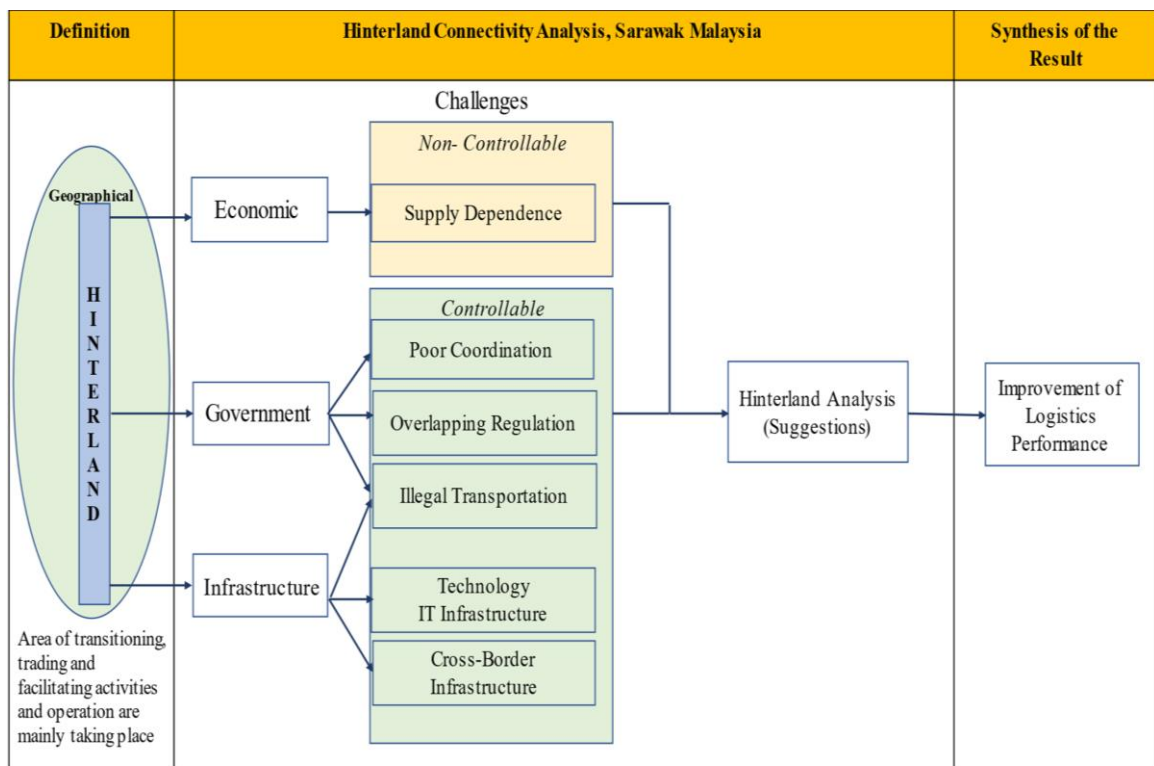 Definition
Hinterland Connectivity Analysis, Sarawak Malaysia
Synthesis of the
Result
Challenges
Non- Controllable
Geographical
HINTERLAND
Economic
Supply Dependence
Controllable
Poor Coordination
Government
Overlapping Regulation
Hinterland Analysis
(Suggestions)
Improvement of
Logistics
Performance
Illegal Transportation
Infrastructure
Technology
IT Infrastructure
Cross-Border
Infrastructure
Area of transitioning,
trading and
facilitating activities
and operation are
mainly taking place